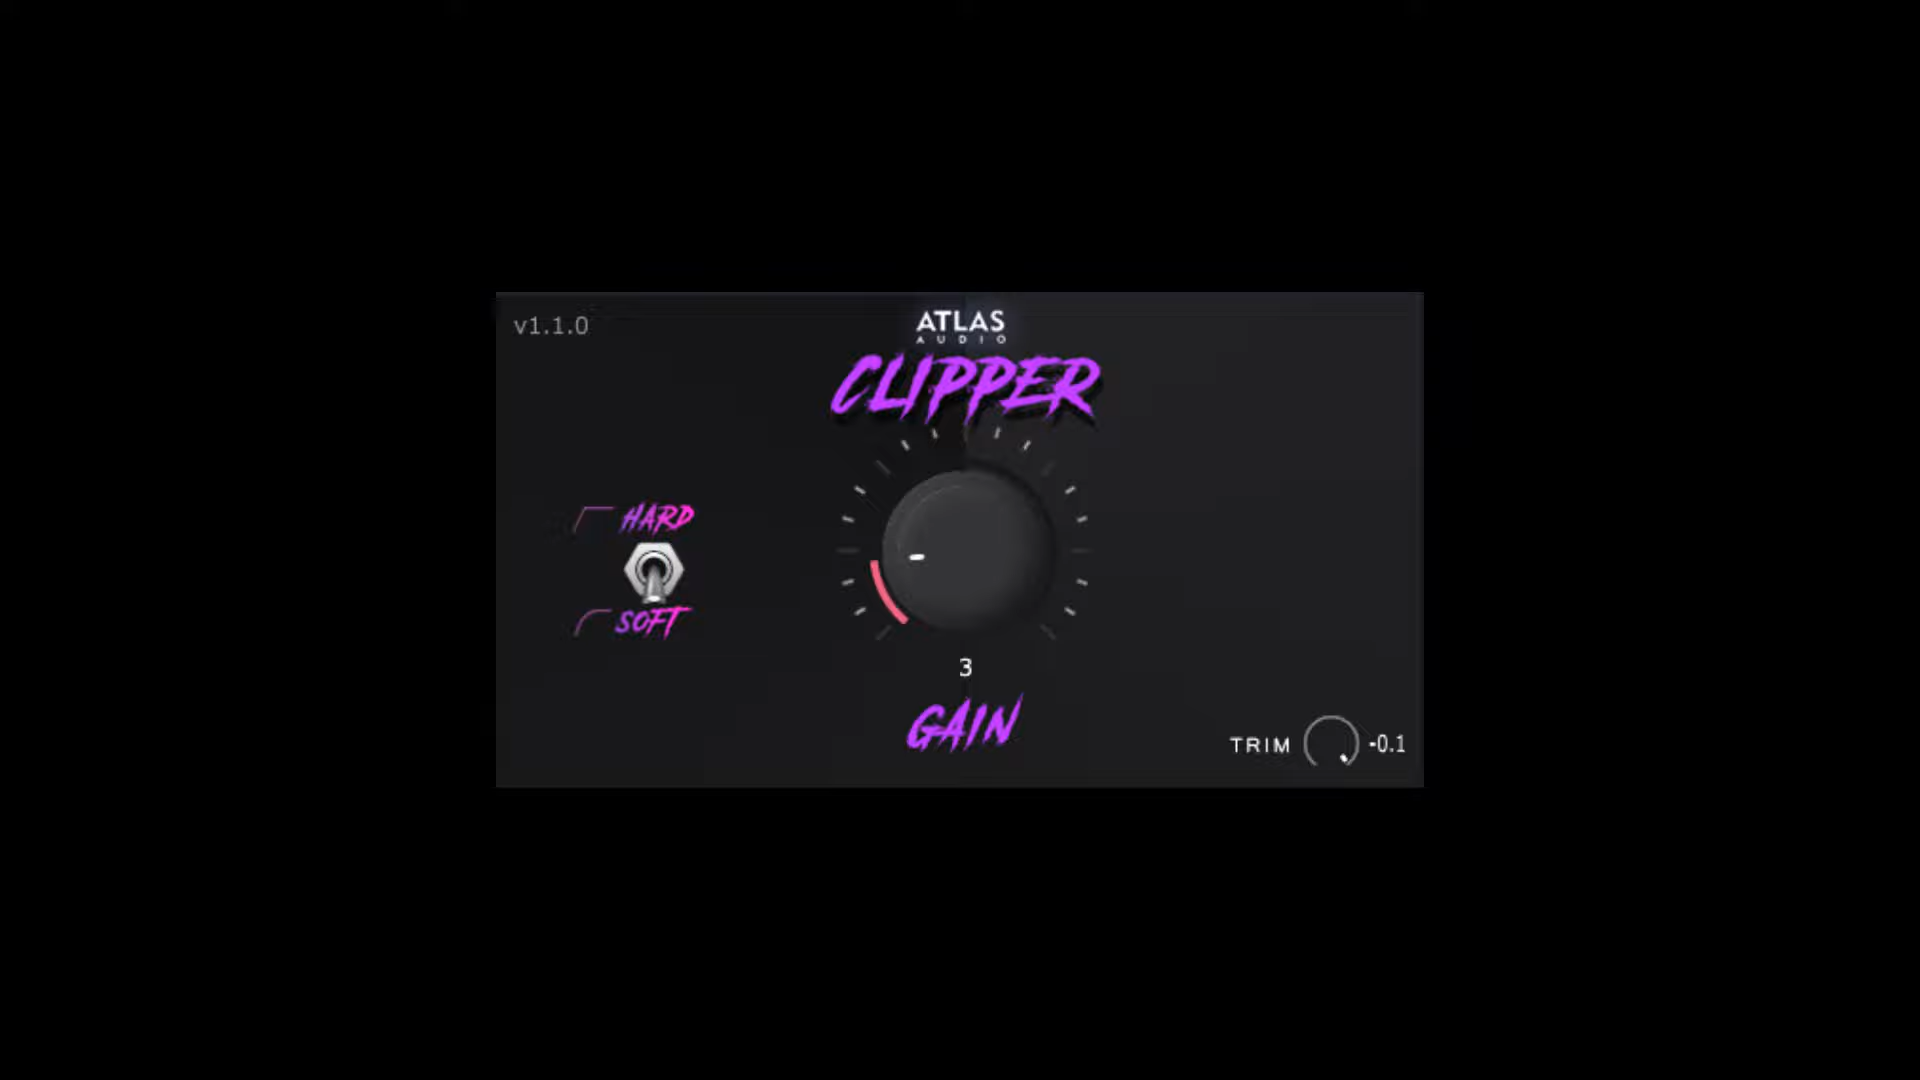 v1.1.0
ATLAS
AUDIO
CLIPPER
HARD
SOFT
3
GAIN
TRIM -0.1